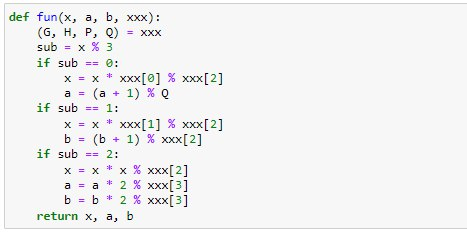 def fun(x, a, b, xxx):
    (G, H, P, Q) = xxx
    sub = x % 3
    if sub == 0:
        x = x * xxx[0] % xxx[2]
        a = (a + 1) % Q
    if sub == 1:
        x = x * xxx[1] % xxx[2]
        b = (b + 1) % xxx[2]
    if sub == 2:
        x = x * x % xxx[2]
        a = a * 2 % xxx[3]
        b = b * 2 % xxx[3]
    return x, a, b